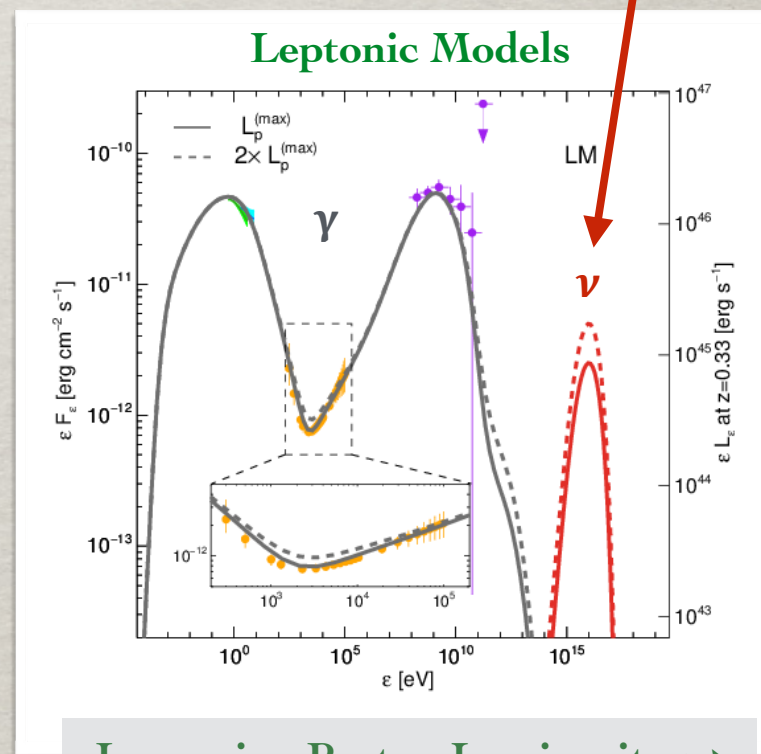 Leptonic Models
L_p^(max)
2× L_p^(max)
LM
γ
ν
10^-10
10^-11
10^-12
10^-13
ε F_ε [erg cm^-2 s^-1]
10^47
10^46
10^45
10^44
10^43
ε L_ε at z=0.33 [erg s^-1]
10^-12
10^3 10^4 10^5
10^0 10^5 10^10 10^15
ε [eV]